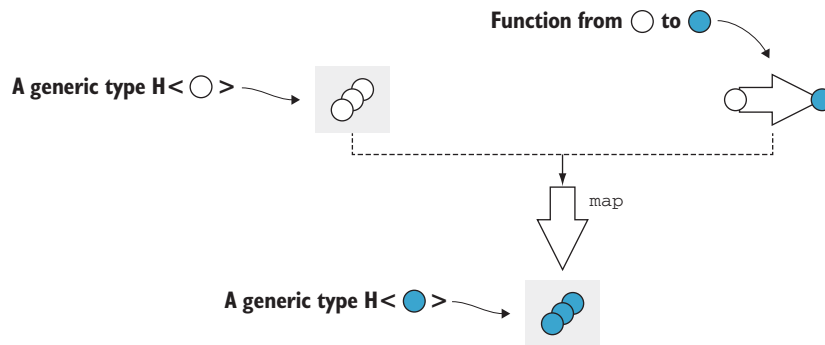 Function from to
A generic type H< >
map
A generic type H< >